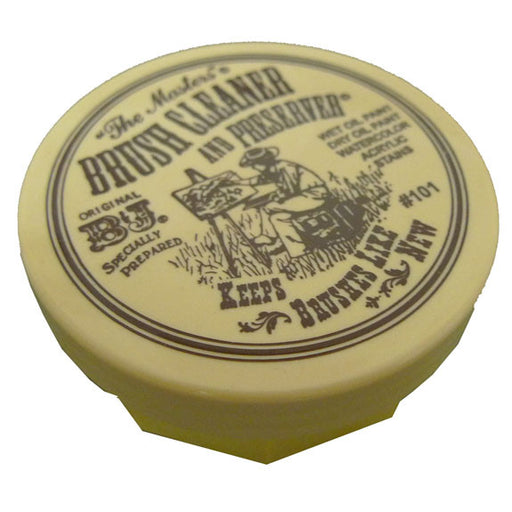 "The Masters"®
BRUSH CLEANER
AND PRESERVER®
WET OIL PAINT
DRY OIL PAINT
WATERCOLOR
ACRYLIC
STAINS
#101
ORIGINAL
B&J.
SPECIALLY
PREPARED
KEEPS
BRUSHES LIKE
NEW